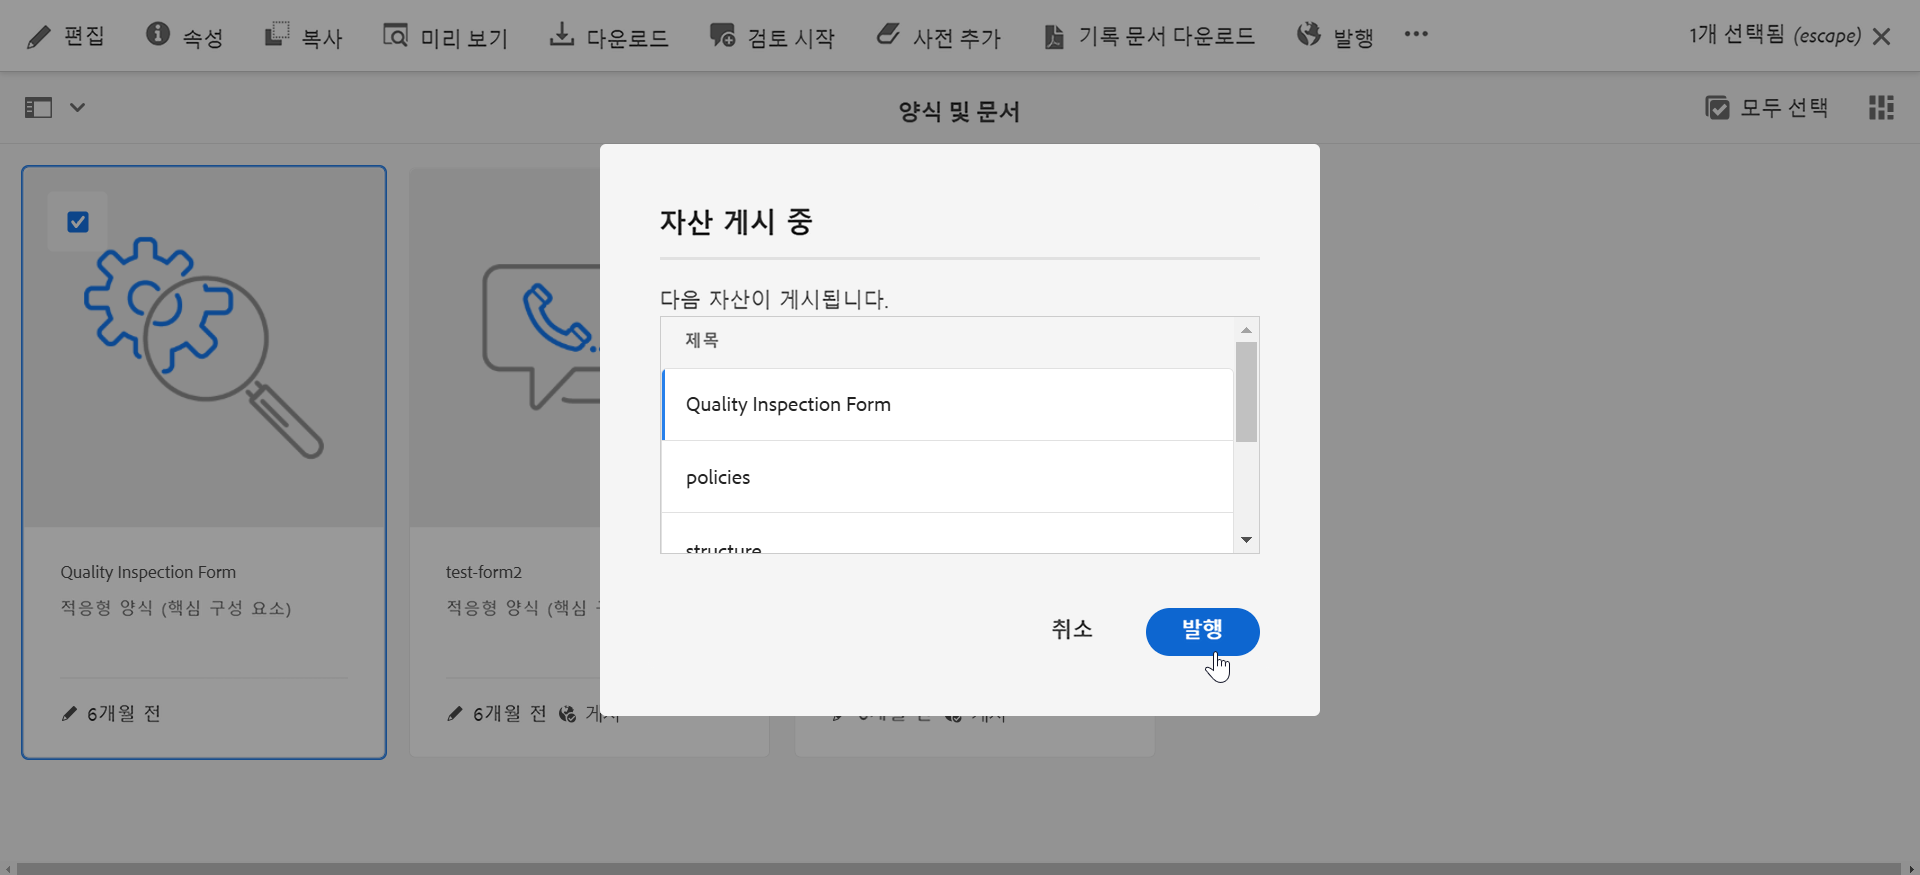 편집 속성 복사 미리 보기 다운로드 검토 시작 사전 추가 기록 문서 다운로드 발행 1개 선택됨 (escape)
양식 및 문서 모두 선택
자산 게시 중
다음 자산이 게시됩니다.
제목
Quality Inspection Form
policies
structure
취소 발행
Quality Inspection Form
적응형 양식 (핵심 구성 요소)
6개월 전
test-form2
적응형 양식 (핵심
6개월 전 게시